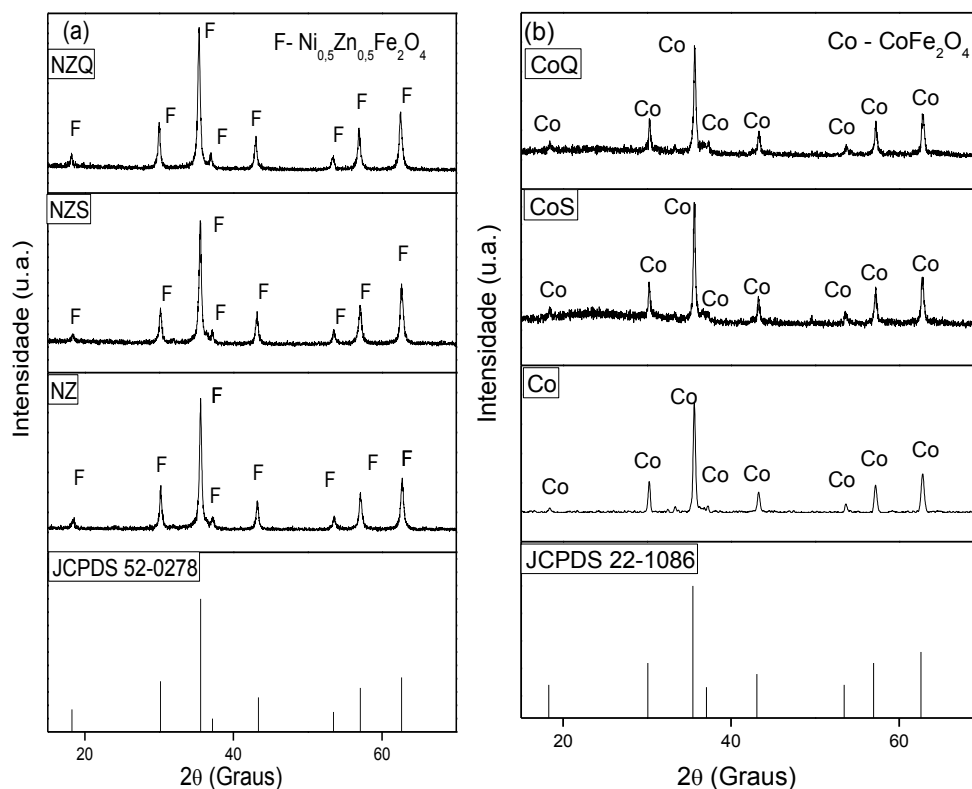 (a)
F- Ni0,5Zn0,5Fe2O4
NZQ
F F F F F F F F
NZS
F F F F F F F F
NZ
F F F F F F F F
JCPDS 52-0278
Intensidade (u.a.)
20 40 60
2θ (Graus)
(b)
Co - CoFe2O4
CoQ
Co Co Co Co Co Co Co Co
CoS
Co Co Co Co Co Co Co Co
Co
Co Co Co Co Co Co Co Co
JCPDS 22-1086
Intensidade (u.a.)
20 40 60
2θ (Graus)